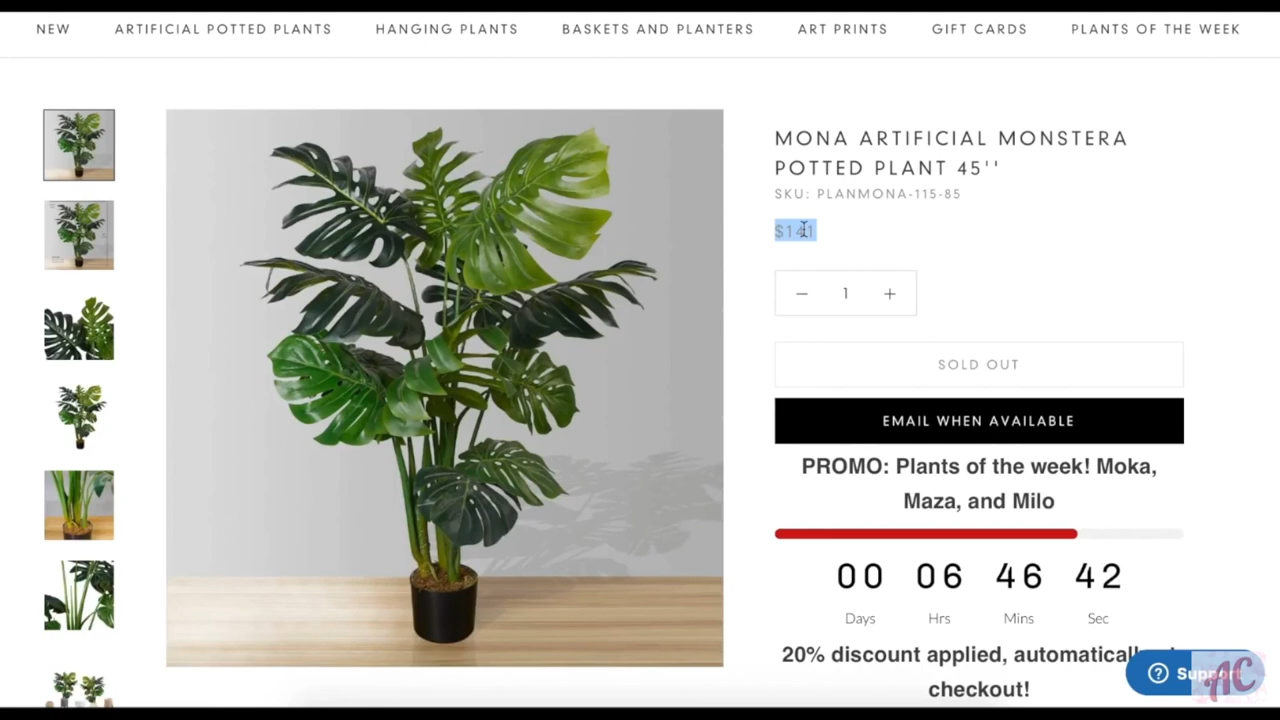 NEW ARTIFICIAL POTTED PLANTS HANGING PLANTS BASKETS AND PLANTERS ART PRINTS GIFT CARDS PLANTS OF THE WEEK
MONA ARTIFICIAL MONSTERA
POTTED PLANT 45''
SKU: PLANMONA-115-85
$141
− 1 +
SOLD OUT
EMAIL WHEN AVAILABLE
PROMO: Plants of the week! Moka,
Maza, and Milo
00 06 46 42
Days Hrs Mins Sec
20% discount applied,
checkout!
Support
AC